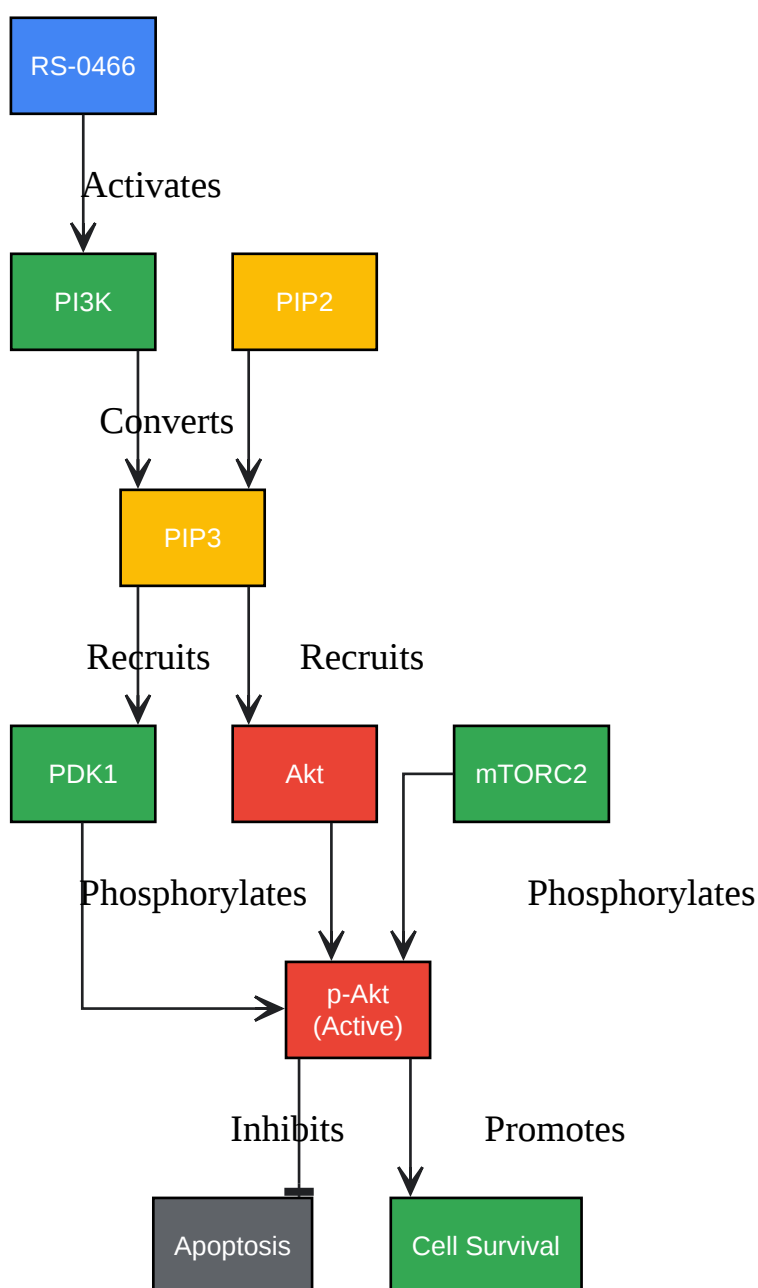 RS-0466
Activates
PI3K
PIP2
Converts
PIP3
Recruits
Recruits
PDK1
Akt
mTORC2
Phosphorylates
Phosphorylates
p-Akt
(Active)
Inhibits
Promotes
Apoptosis
Cell Survival